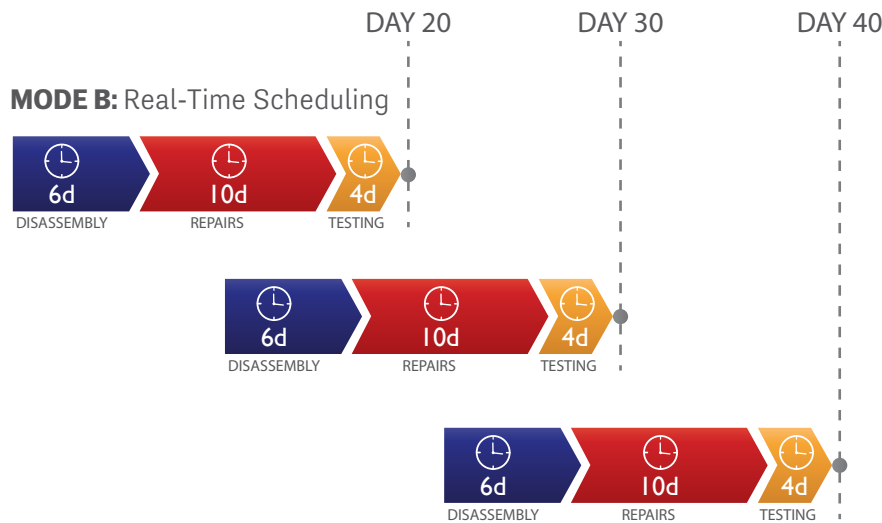 DAY 20 DAY 30 DAY 40
MODE B: Real-Time Scheduling
6d 10d 4d
DISASSEMBLY REPAIRS TESTING
6d 10d 4d
DISASSEMBLY REPAIRS TESTING
6d 10d 4d
DISASSEMBLY REPAIRS TESTING